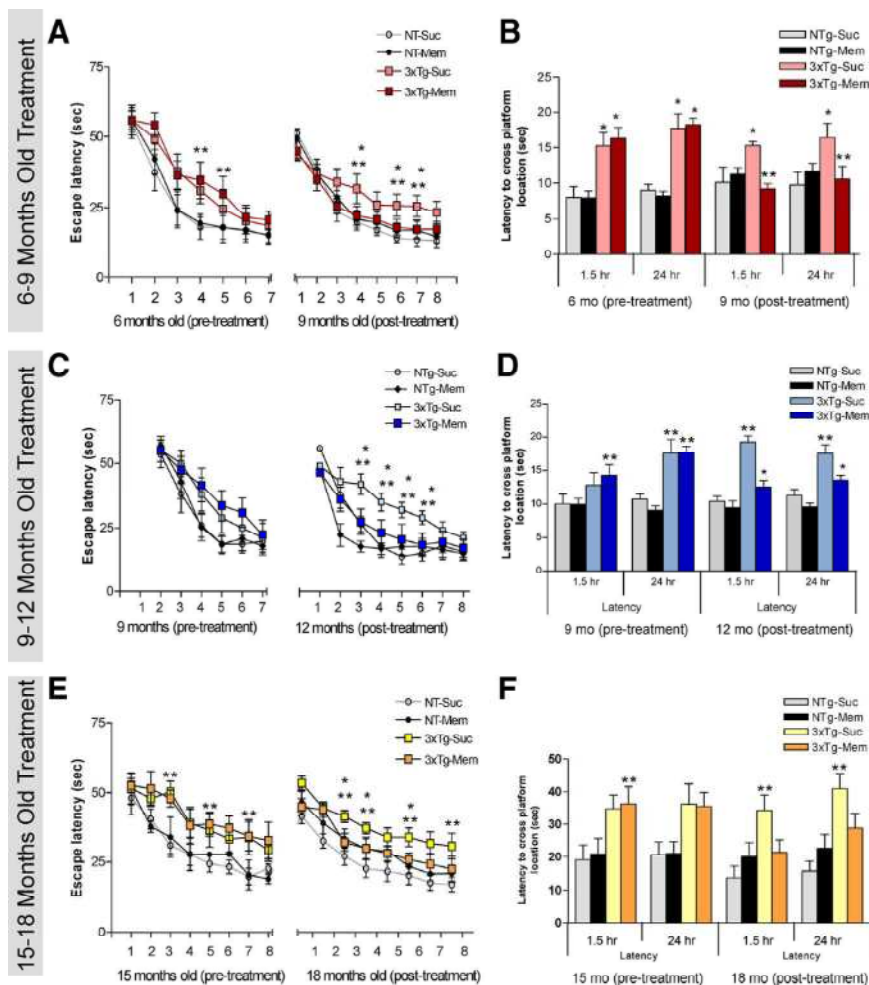 6-9 Months Old Treatment
A
NT-Suc
NT-Mem
3xTg-Suc
3xTg-Mem
Escape latency (sec)
75
50
25
0
** **
* ** * ** * **
1 2 3 4 5 6 7
1 2 3 4 5 6 7 8
6 months old (pre-treatment)
9 months old (post-treatment)
B
NTg-Suc
NTg-Mem
3xTg-Suc
3xTg-Mem
Latency to cross platform
location (sec)
25
20
15
10
5
0
* * * * * ** * **
1.5 hr 24 hr 1.5 hr 24 hr
6 mo (pre-treatment) 9 mo (post-treatment)
9-12 Months Old Treatment
C
NTg-Suc
NTg-Mem
3xTg-Suc
3xTg-Mem
Escape latency (sec)
75
50
25
0
* ** * ** * ** * **
1 2 3 4 5 6 7
1 2 3 4 5 6 7 8
9 months (pre-treatment)
12 months (post-treatment)
D
NTg-Suc
NTg-Mem
3xTg-Suc
3xTg-Mem
Latency to cross platform
location (sec)
25
20
15
10
5
0
** ** ** ** * ** *
1.5 hr 24 hr 1.5 hr 24 hr
Latency Latency
9 mo (pre-treatment) 12 mo (post-treatment)
15-18 Months Old Treatment
E
NT-Suc
NT-Mem
3xTg-Suc
3xTg-Mem
Escape latency (sec)
75
50
25
0
** ** **
* ** * ** * ** **
1 2 3 4 5 6 7 8
1 2 3 4 5 6 7 8
15 months old (pre-treatment)
18 months old (post-treatment)
F
NTg-Suc
NTg-Mem
3xTg-Suc
3xTg-Mem
Latency to cross platform
location (sec)
50
40
30
20
10
0
** ** **
1.5 hr 24 hr 1.5 hr 24 hr
Latency Latency
15 mo (pre-treatment) 18 mo (post-treatment)